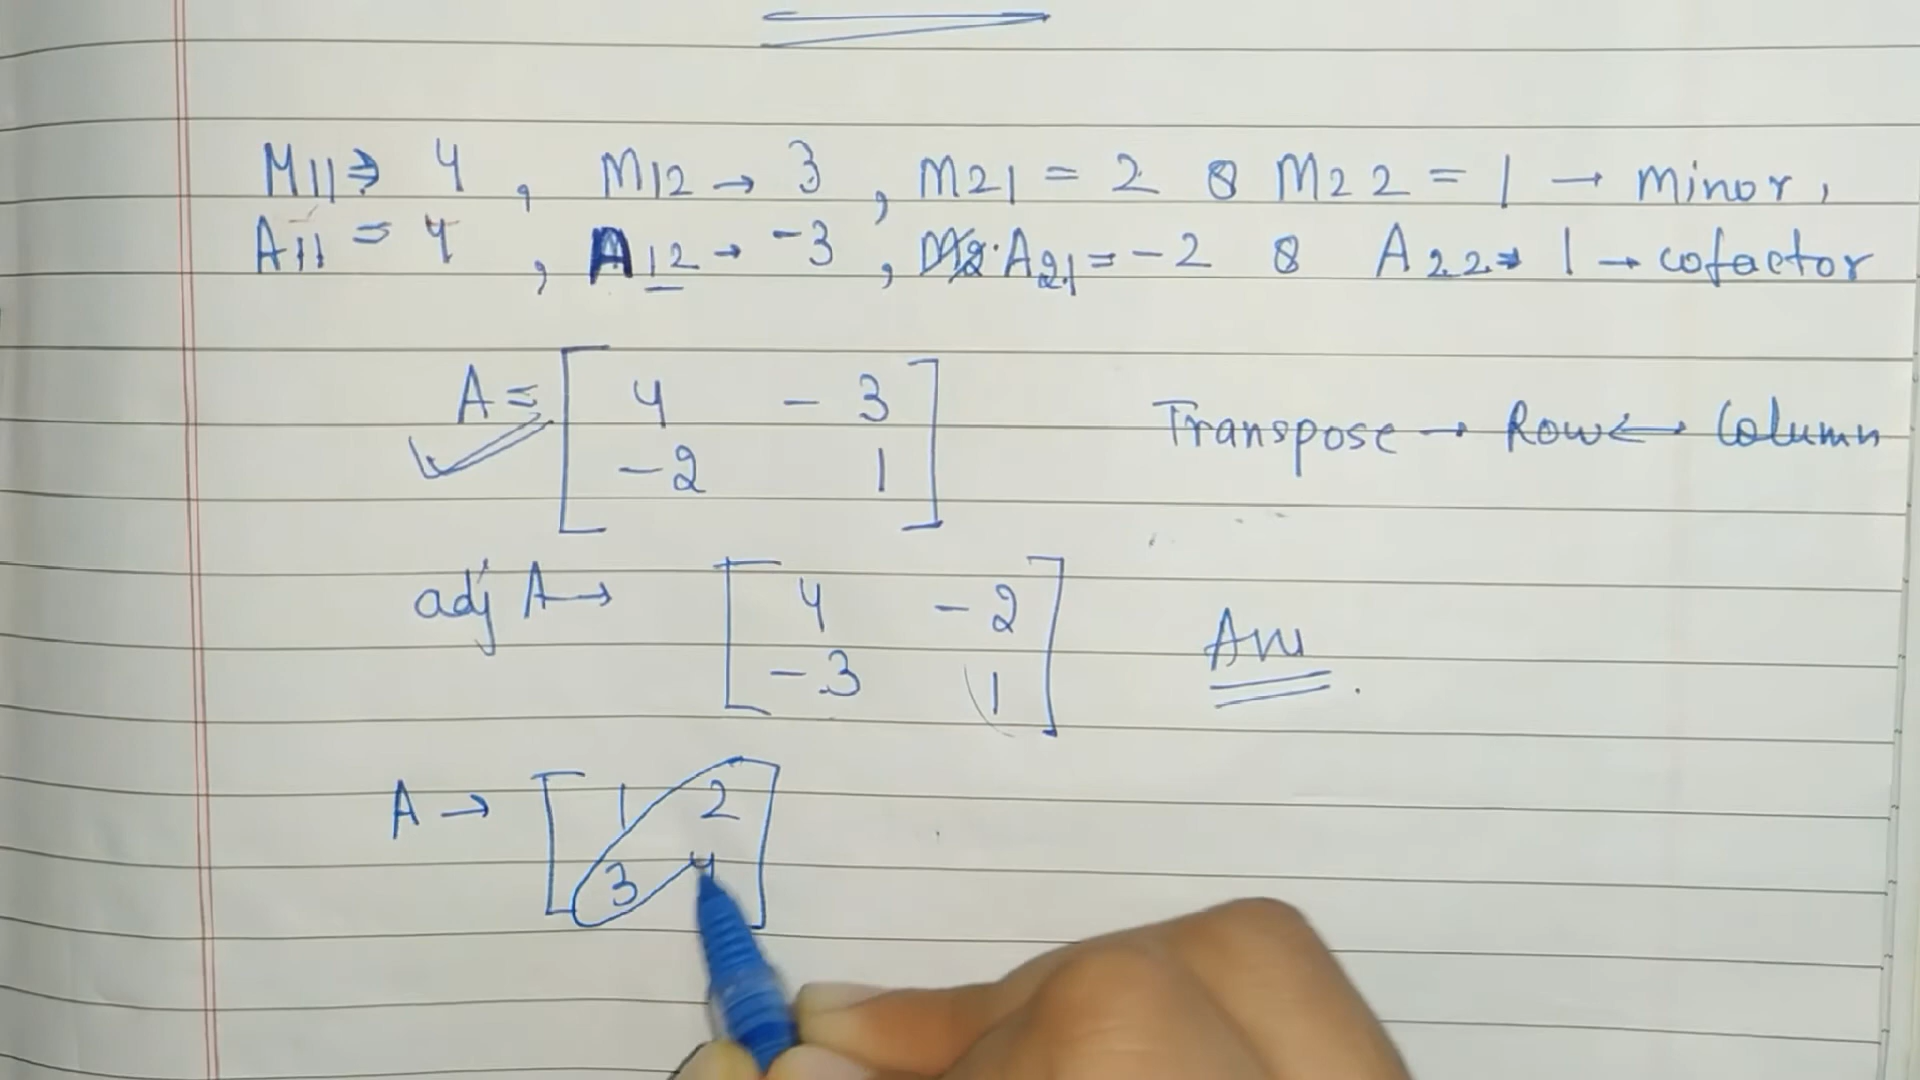 M11 ⇒ 4 , M12 → 3 , M21 = 2 & M22 = 1 → minor,
A11 = 4 , A12 → -3 , A21 = -2 & A22 → 1 → cofactor
A = [ 4 -3
-2 1 ] Transpose → Row ↔ Column
adj A → [ 4 -2
-3 1 ] Ans.
A → [ 1 2
3 4 ]